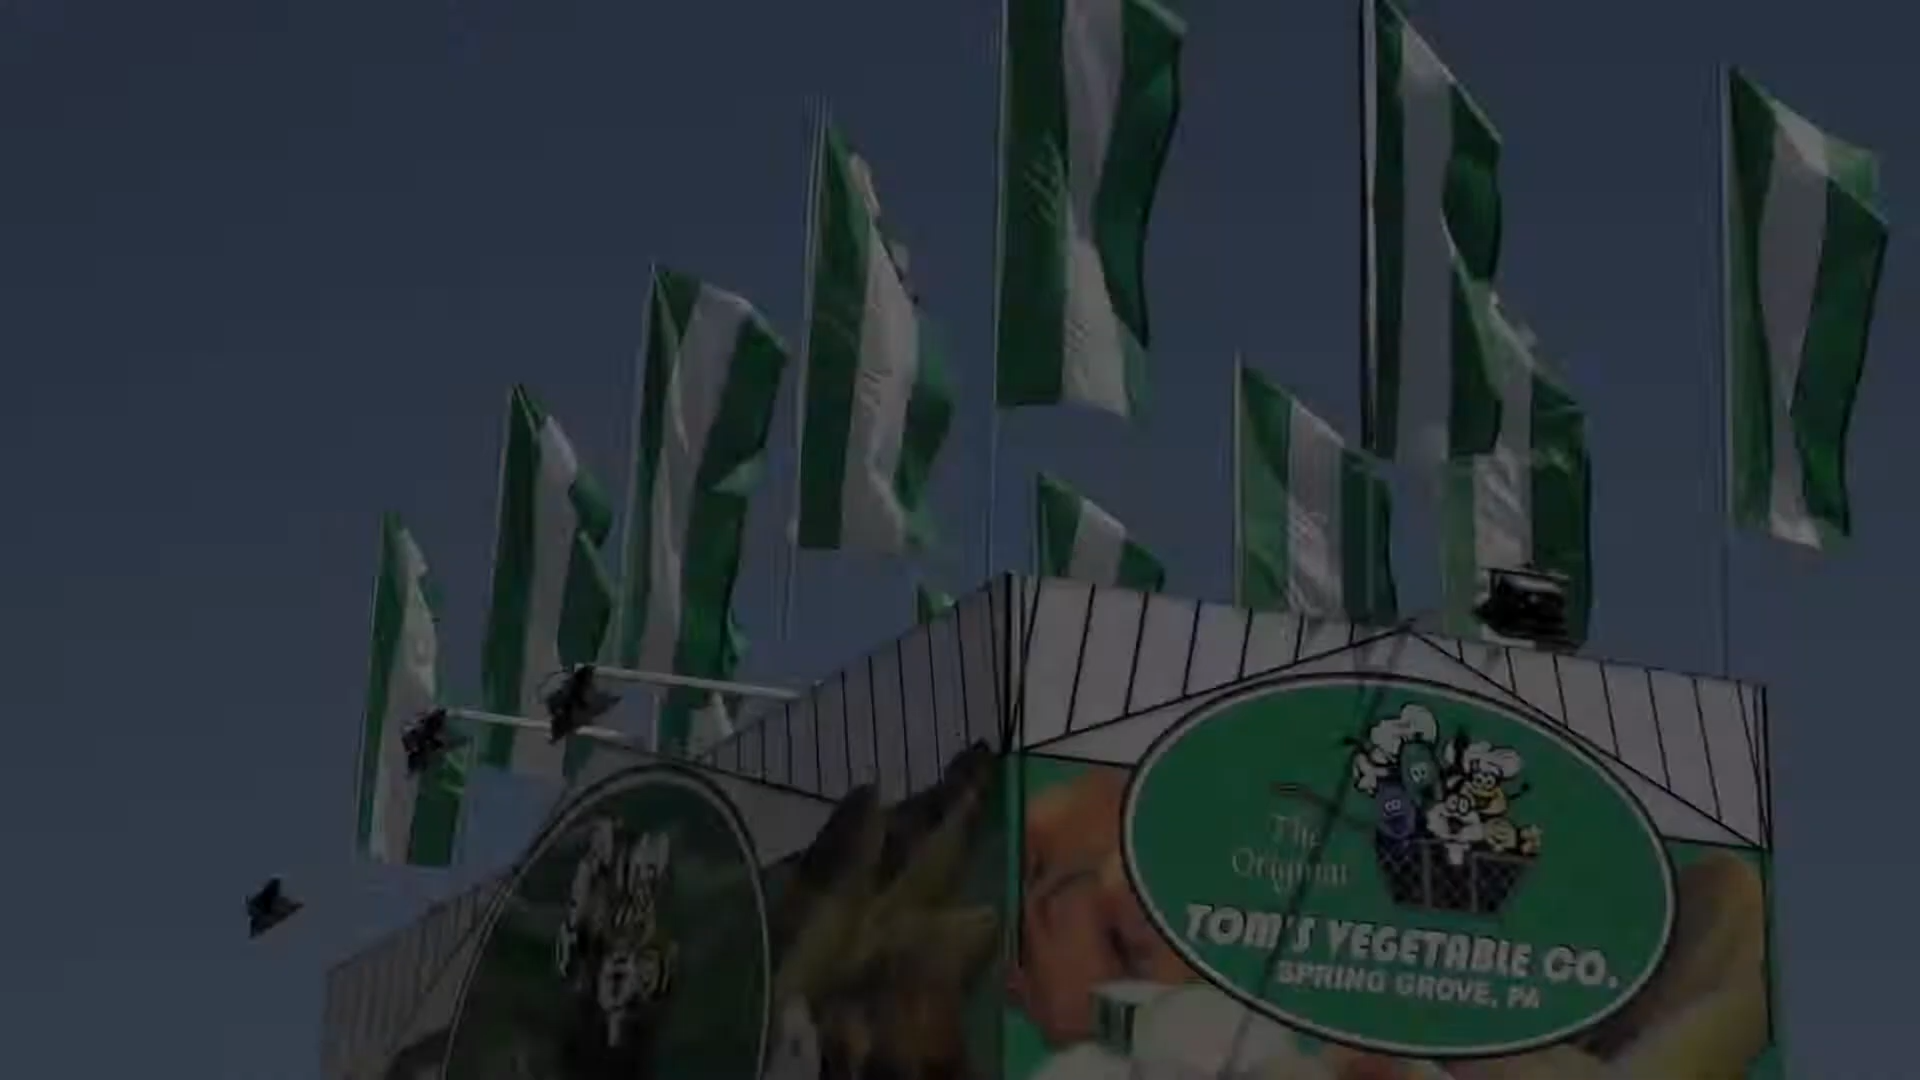 The
Original
TOM'S VEGETABLE CO.
SPRING GROVE, PA